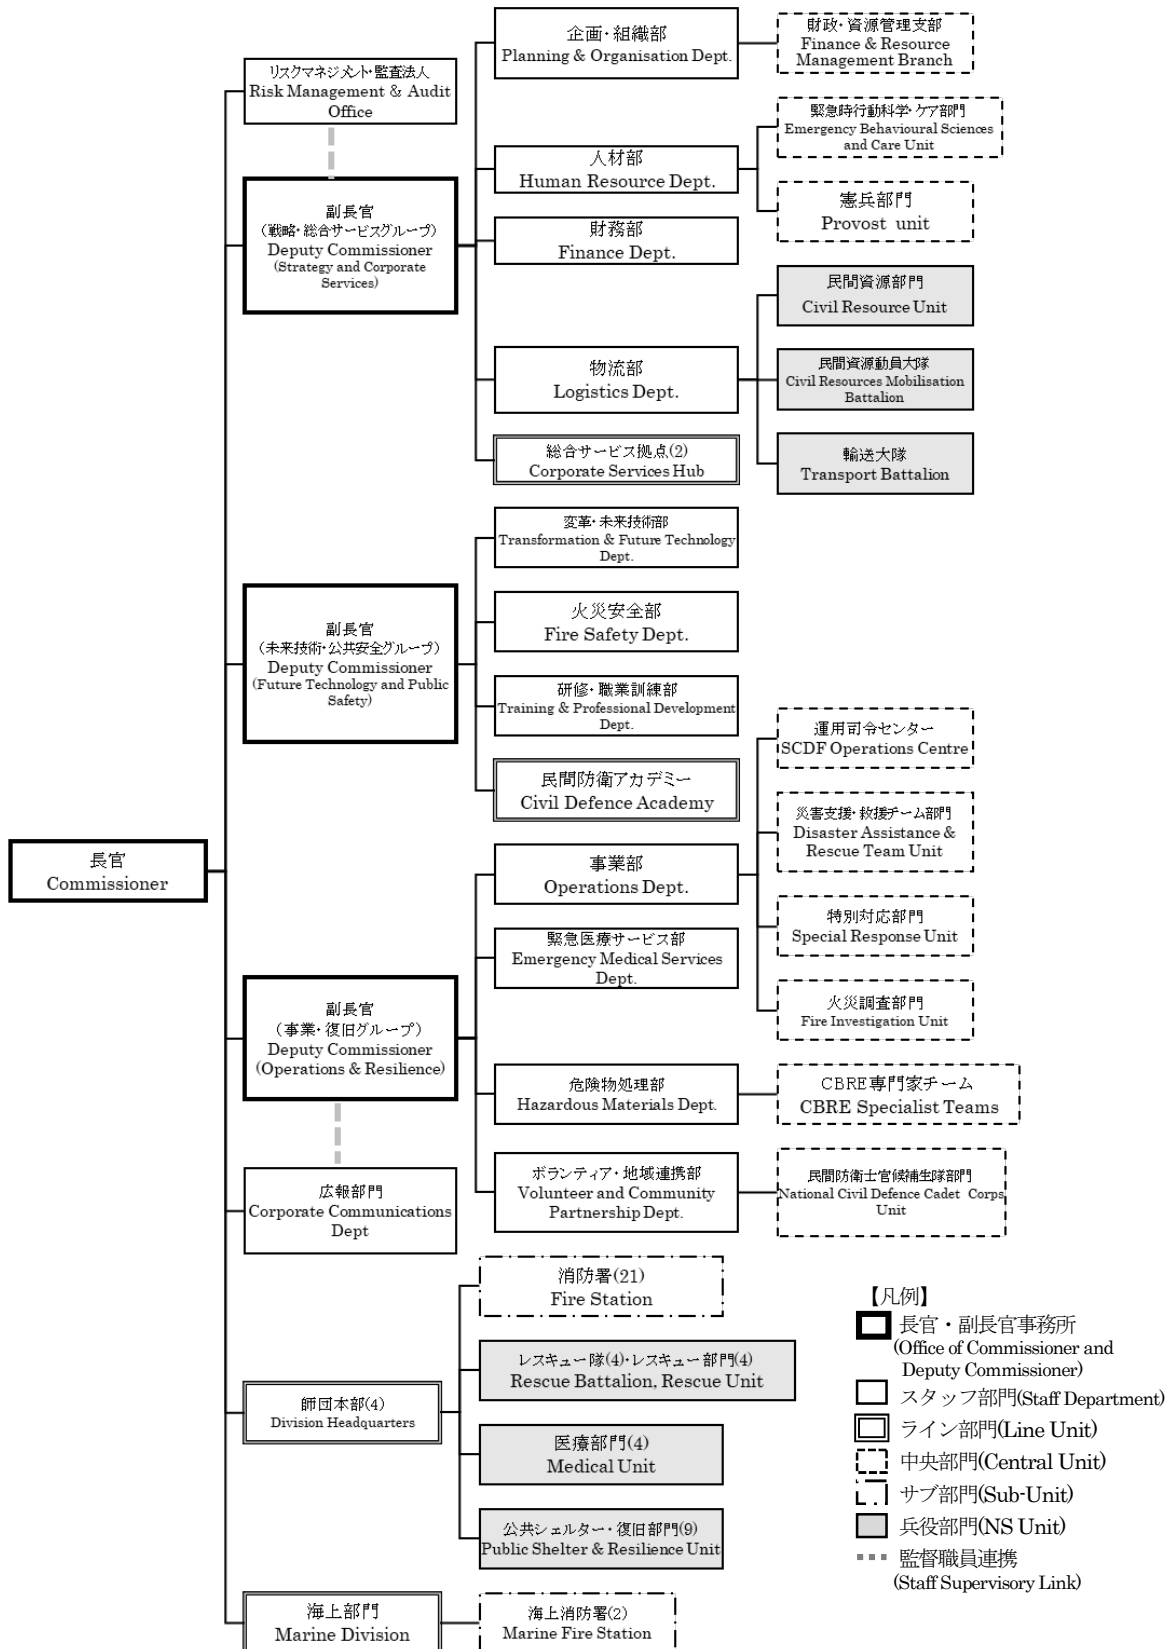 企画・組織部
Planning & Organisation Dept.
財政・資源管理支部
Finance & Resource
Management Branch
リスクマネジメント・監査法人
Risk Management & Audit
Office
緊急時行動科学・ケア部門
Emergency Behavioural Sciences
and Care Unit
人材部
Human Resource Dept.
憲兵部門
Provost unit
副長官
（戦略・総合サービスグループ）
Deputy Commissioner
(Strategy and Corporate
Services)
財務部
Finance Dept.
民間資源部門
Civil Resource Unit
物流部
Logistics Dept.
民間資源動員大隊
Civil Resources Mobilisation
Battalion
総合サービス拠点(2)
Corporate Services Hub
輸送大隊
Transport Battalion
変革・未来技術部
Transformation & Future Technology
Dept.
副長官
（未来技術・公共安全グループ）
Deputy Commissioner
(Future Technology and Public
Safety)
火災安全部
Fire Safety Dept.
研修・職業訓練部
Training & Professional Development
Dept.
民間防衛アカデミー
Civil Defence Academy
運用司令センター
SCDF Operations Centre
災害支援・救援チーム部門
Disaster Assistance &
Rescue Team Unit
長官
Commissioner
事業部
Operations Dept.
特別対応部門
Special Response Unit
緊急医療サービス部
Emergency Medical Services
Dept.
火災調査部門
Fire Investigation Unit
副長官
（事業・復旧グループ）
Deputy Commissioner
(Operations & Resilience)
危険物処理部
Hazardous Materials Dept.
CBRE専門家チーム
CBRE Specialist Teams
ボランティア・地域連携部
Volunteer and Community
Partnership Dept.
民間防衛士官候補生隊部門
National Civil Defence Cadet Corps
Unit
広報部門
Corporate Communications
Dept
消防署(21)
Fire Station
レスキュー隊(4)・レスキュー部門(4)
Rescue Battalion, Rescue Unit
師団本部(4)
Division Headquarters
医療部門(4)
Medical Unit
公共シェルター・復旧部門(9)
Public Shelter & Resilience Unit
海上部門
Marine Division
海上消防署(2)
Marine Fire Station
【凡例】
長官・副長官事務所
(Office of Commissioner and
Deputy Commissioner)
スタッフ部門(Staff Department)
ライン部門(Line Unit)
中央部門(Central Unit)
サブ部門(Sub-Unit)
兵役部門(NS Unit)
監督職員連携
(Staff Supervisory Link)